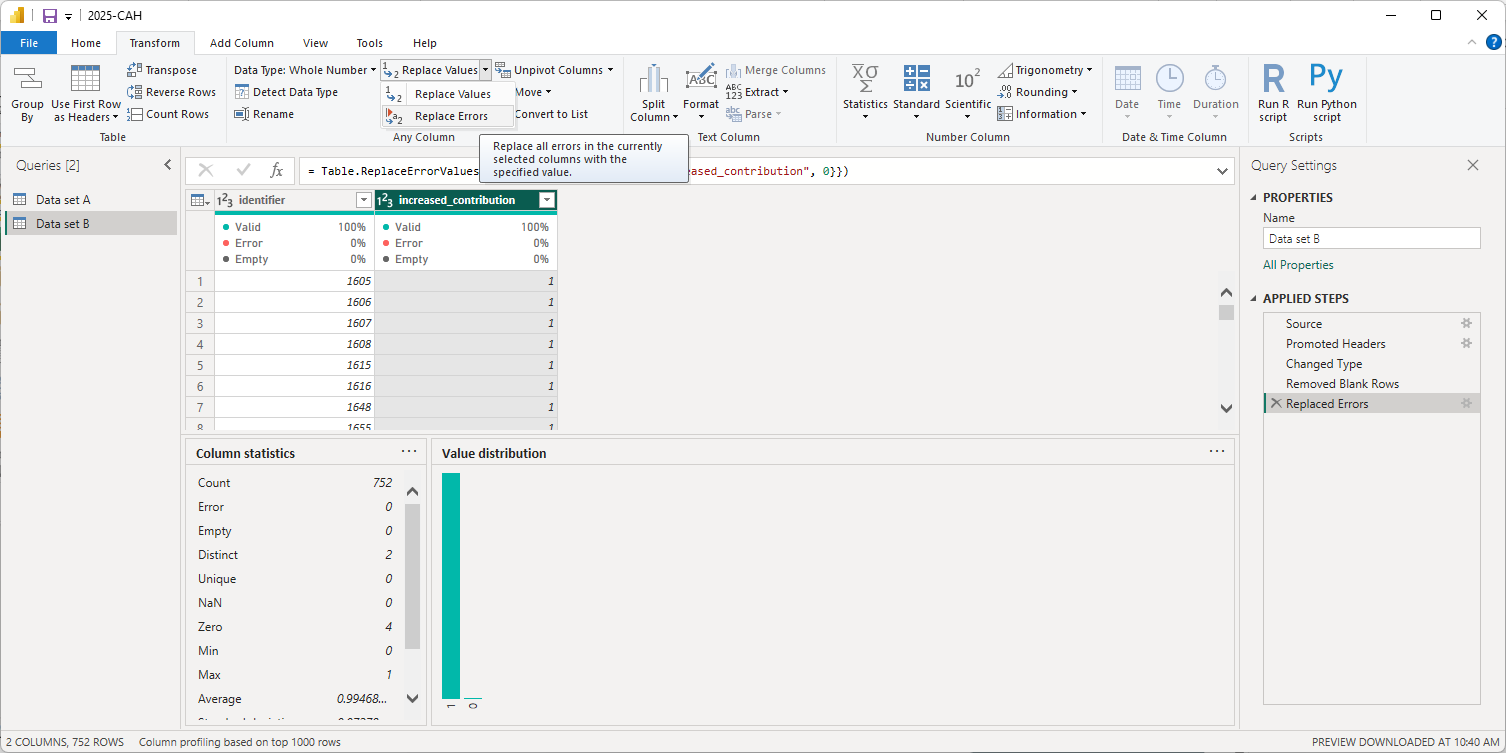 2025-CAH
File Home Transform Add Column View Tools Help
Group By
Use First Row as Headers
Transpose
Reverse Rows
Count Rows
Table
Data Type: Whole Number
Detect Data Type
Rename
Replace Values
Replace Values
Replace Errors
Unpivot Columns
Move
Convert to List
Any Column
Replace all errors in the currently
selected columns with the
specified value.
Split
Column
Format
Merge Columns
Extract
Parse
Text Column
Statistics Standard Scientific
Trigonometry
Rounding
Information
Number Column
Date Time Duration
Date & Time Column
Run R
script
Run Python
script
Scripts
Queries [2]
Data set A
Data set B
= Table.ReplaceErrorValues
ased_contribution", 0}})
identifier increased_contribution
Valid 100% Valid 100%
Error 0% Error 0%
Empty 0% Empty 0%
1 1605 1
2 1606 1
3 1607 1
4 1608 1
5 1615 1
6 1616 1
7 1648 1
8 1655 1
Column statistics
Count 752
Error 0
Empty 0
Distinct 2
Unique 0
NaN 0
Zero 4
Min 0
Max 1
Average 0.99468...
Value distribution
1 0
Query Settings
PROPERTIES
Name
Data set B
All Properties
APPLIED STEPS
Source
Promoted Headers
Changed Type
Removed Blank Rows
Replaced Errors
2 COLUMNS, 752 ROWS Column profiling based on top 1000 rows
PREVIEW DOWNLOADED AT 10:40 AM